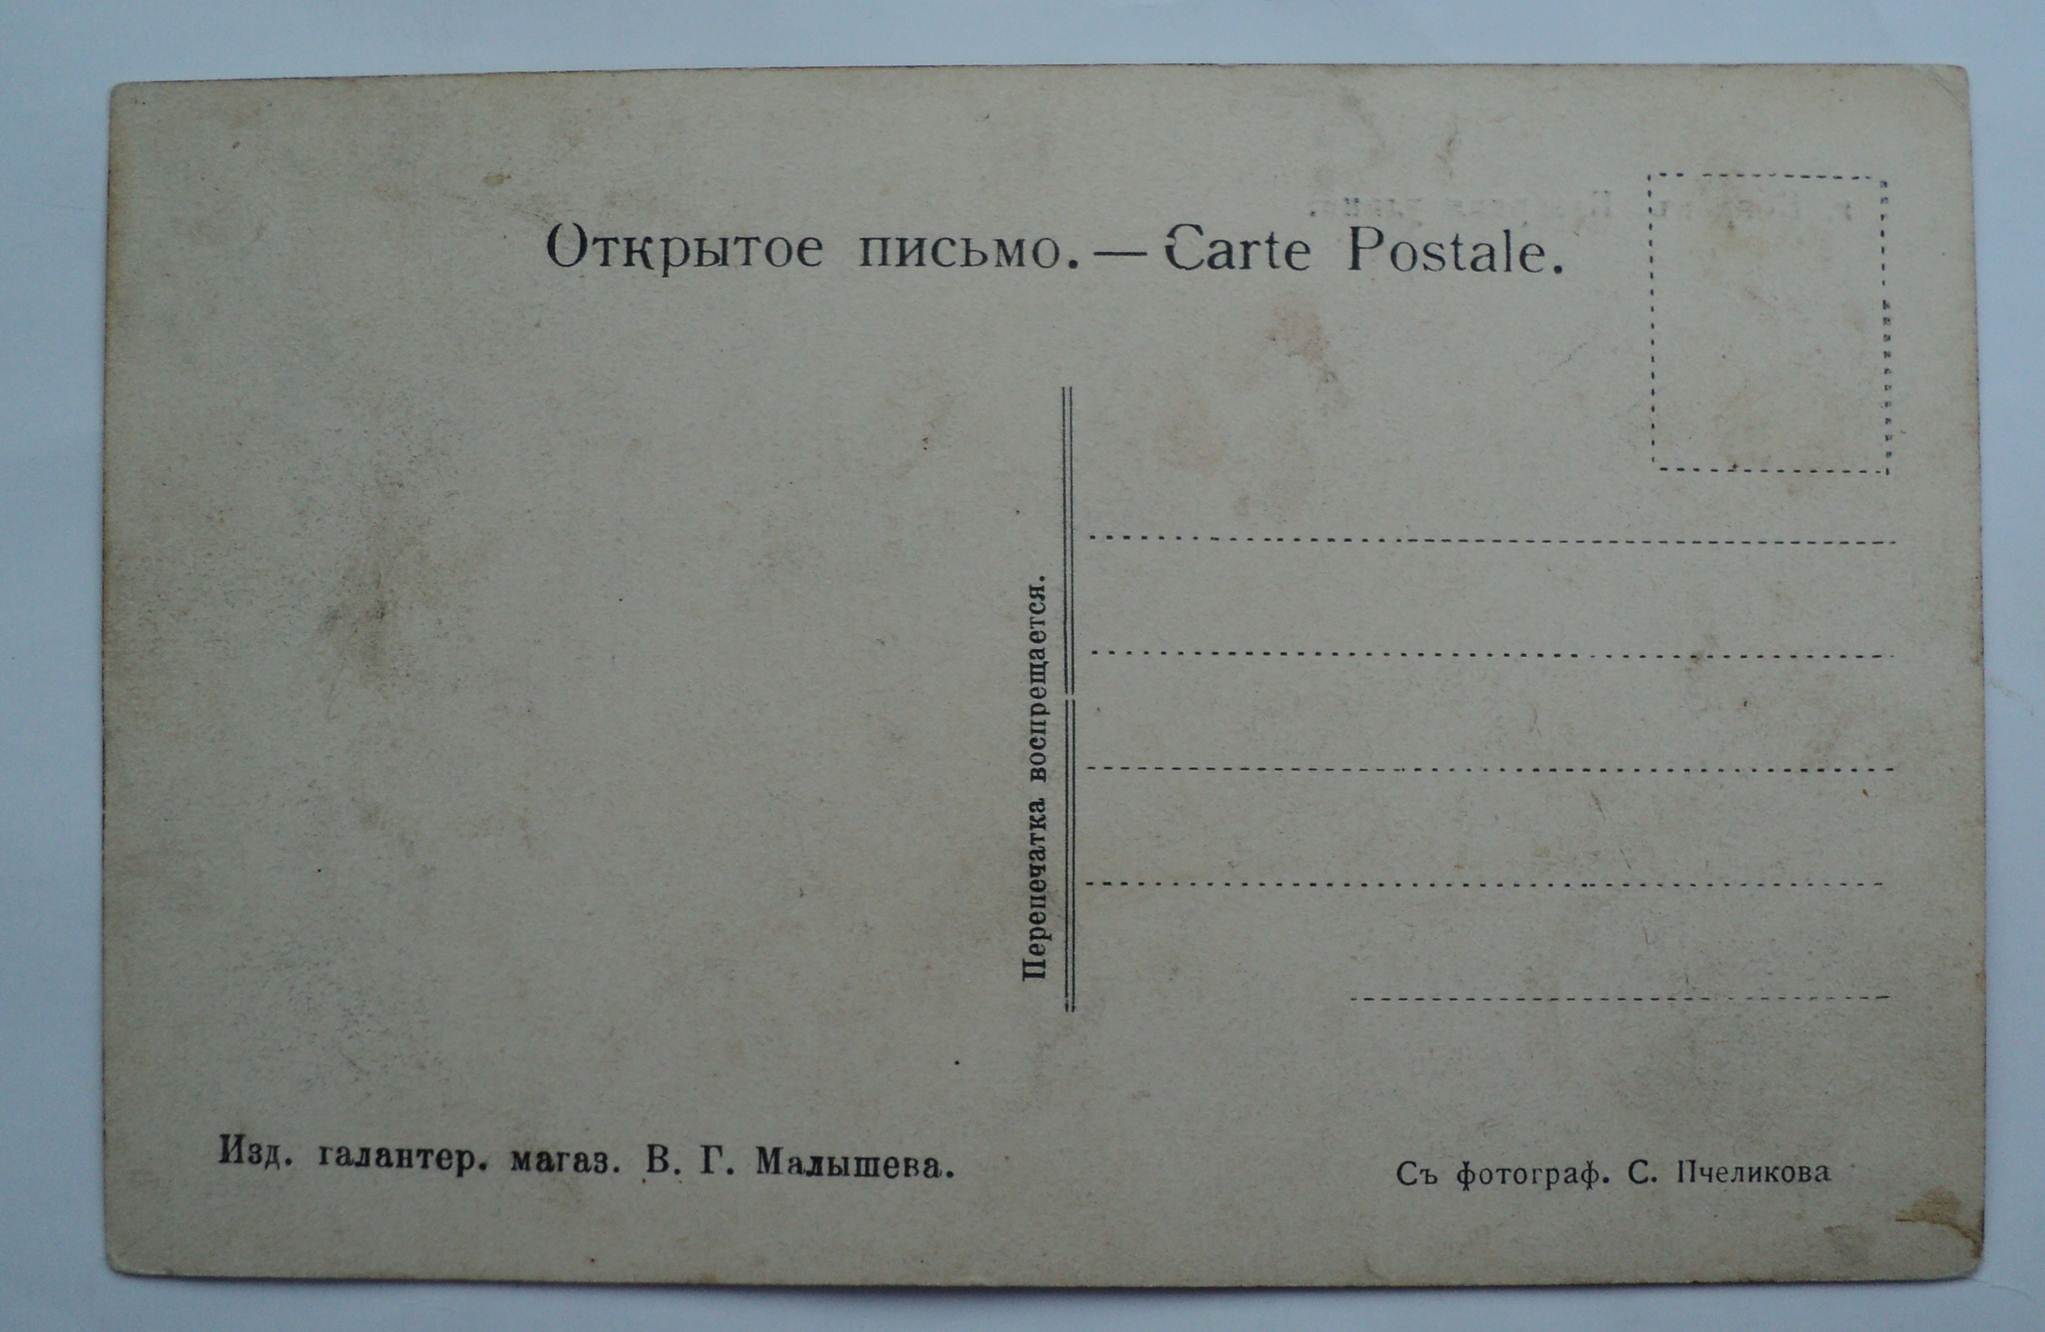 Открытое письмо. — Carte Postale.
Перепечатка воспрещается.
Изд. галантер. магаз. В. Г. Малышева.
Съ фотограф. С. Пчеликова